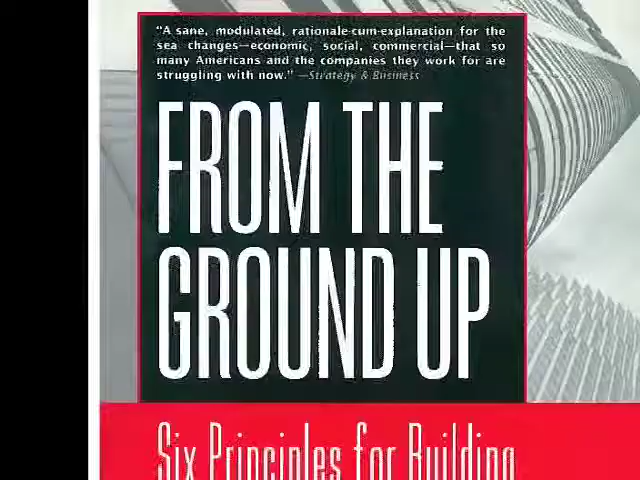 "A sane, modulated, rationale-cum-explanation for the
sea changes—economic, social, commercial—that so
many Americans and the companies they work for are
struggling with now." —Strategy & Business
FROM THE
GROUND UP
Six Principles for Building